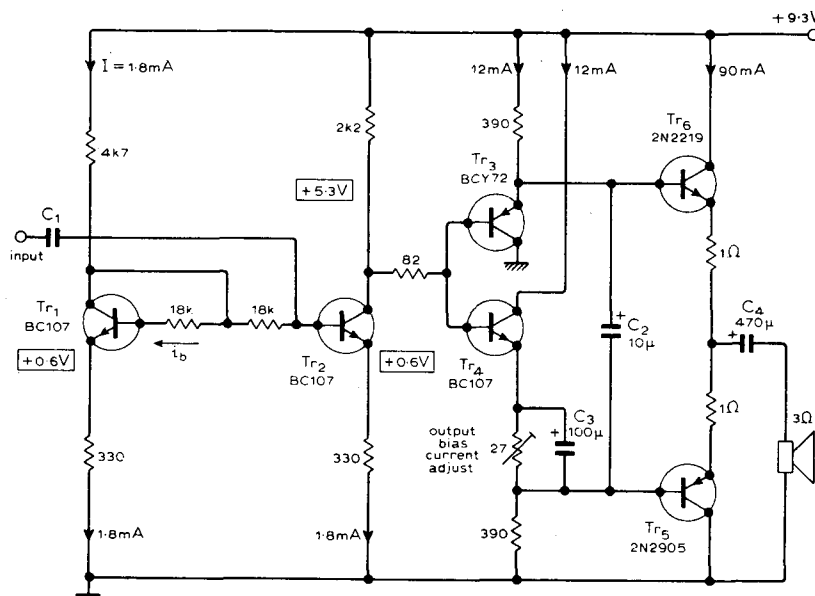 +9.3V
I = 1.8mA
12mA
12mA
90mA
4k7
2k2
390
Tr3
BCY72
Tr6
2N2219
+5.3V
C1
input
82
1Ω
Tr1
BC107
18k
18k
+0.6V
ib
Tr2
BC107
+0.6V
Tr4
BC107
+
C2
10μ
+
C4
470μ
1Ω
3Ω
output
bias
current
adjust
27
+
C3
100μ
330
330
390
Tr5
2N2905
1.8mA
1.8mA